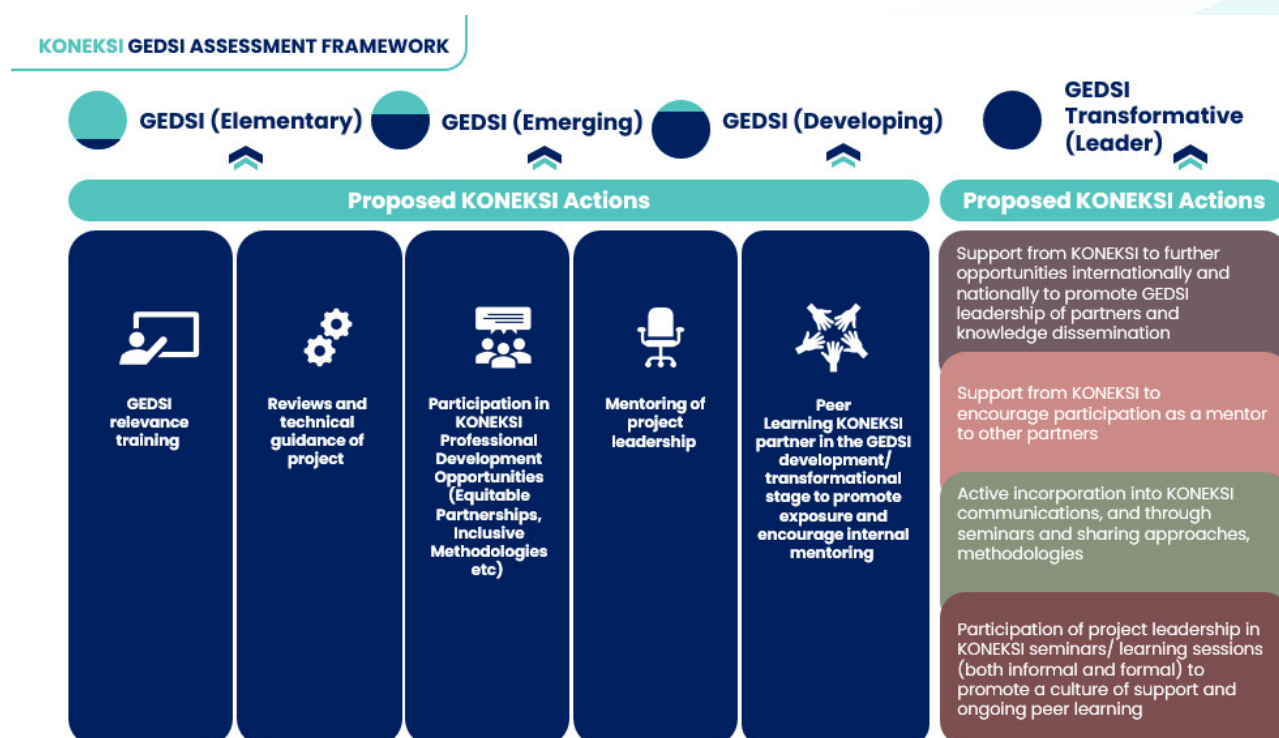 KONEKSI GEDSI ASSESSMENT FRAMEWORK
GEDSI (Elementary)
GEDSI (Emerging)
GEDSI (Developing)
GEDSI
Transformative
(Leader)
Proposed KONEKSI Actions
Proposed KONEKSI Actions
GEDSI
relevance
training
Reviews and
technical
guidance of
project
Participation in
KONEKSI
Professional
Development
Opportunities
(Equitable
Partnerships,
Inclusive
Methodologies
etc)
Mentoring of
project
leadership
Peer
Learning KONEKSI
partner in the GEDSI
development/
transformational
stage to promote
exposure and
encourage internal
mentoring
Support from KONEKSI to further
opportunities internationally and
nationally to promote GEDSI
leadership of partners and
knowledge dissemination
Support from KONEKSI to
encourage participation as a mentor
to other partners
Active incorporation into KONEKSI
communications, and through
seminars and sharing approaches,
methodologies
Participation of project leadership in
KONEKSI seminars/ learning sessions
(both informal and formal) to
promote a culture of support and
ongoing peer learning